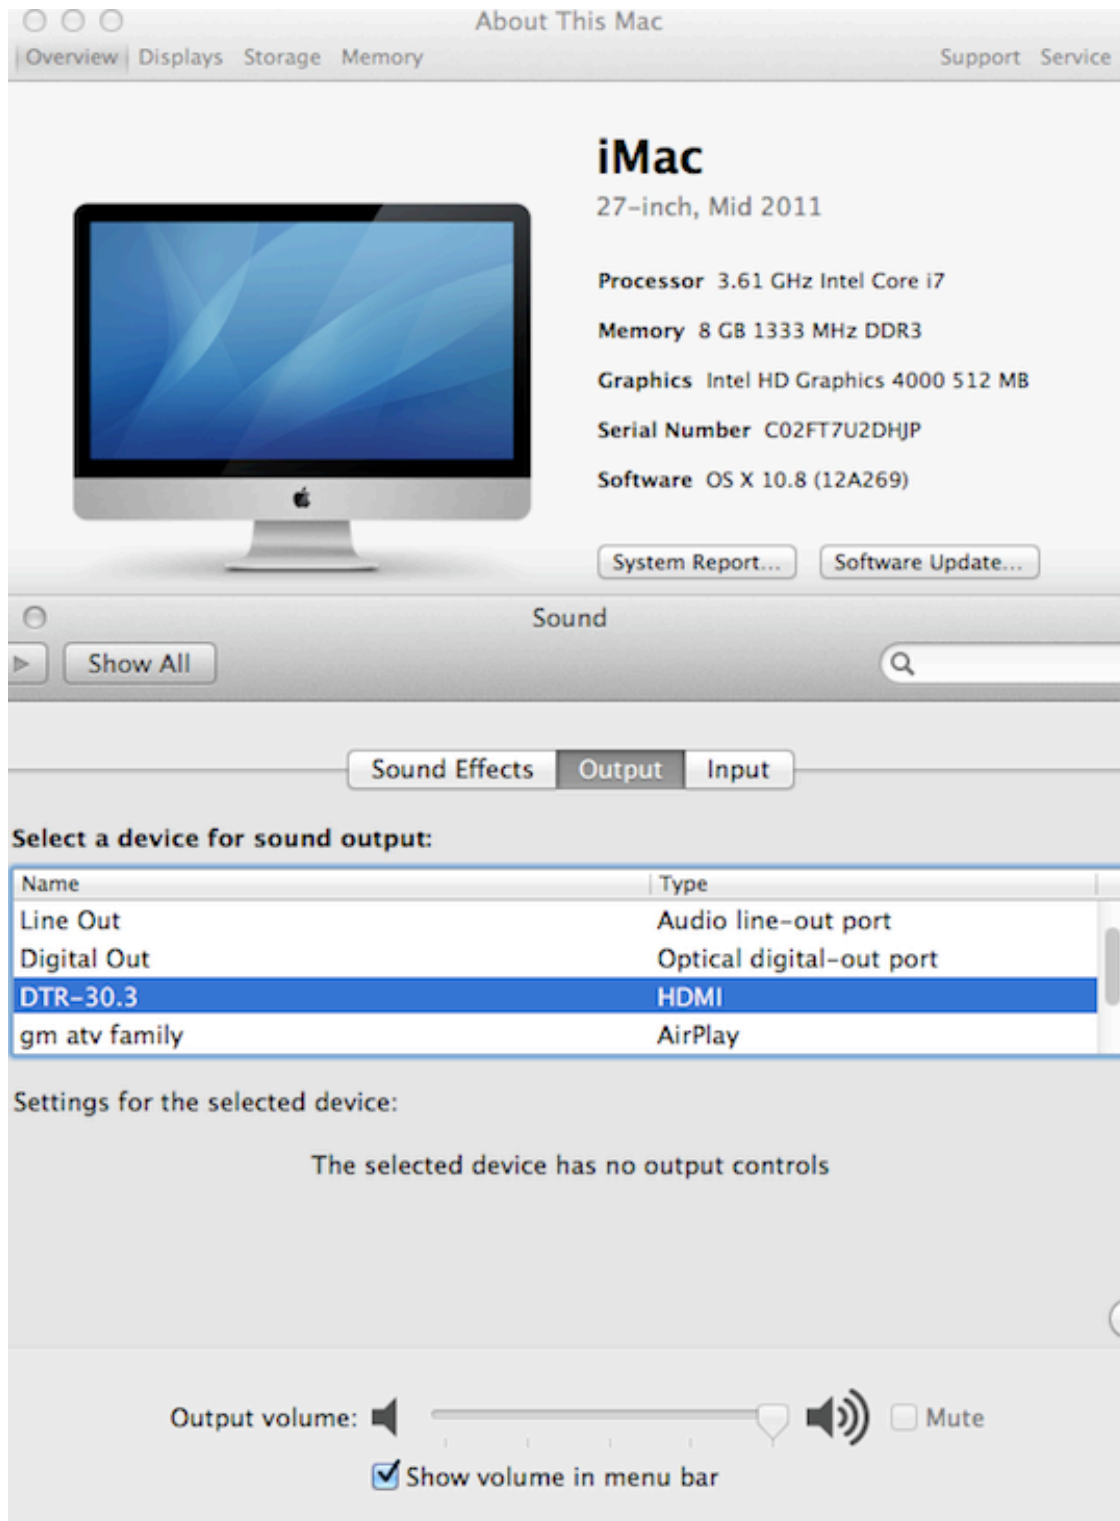 About This Mac
Overview Displays Storage Memory Support Service
iMac
27-inch, Mid 2011
Processor 3.61 GHz Intel Core i7
Memory 8 GB 1333 MHz DDR3
Graphics Intel HD Graphics 4000 512 MB
Serial Number C02FT7U2DHJP
Software OS X 10.8 (12A269)
System Report... Software Update...
Sound
Show All
Sound Effects Output Input
Select a device for sound output:
Name Type
Line Out Audio line-out port
Digital Out Optical digital-out port
DTR-30.3 HDMI
gm atv family AirPlay
Settings for the selected device:
The selected device has no output controls
Output volume: Mute
Show volume in menu bar